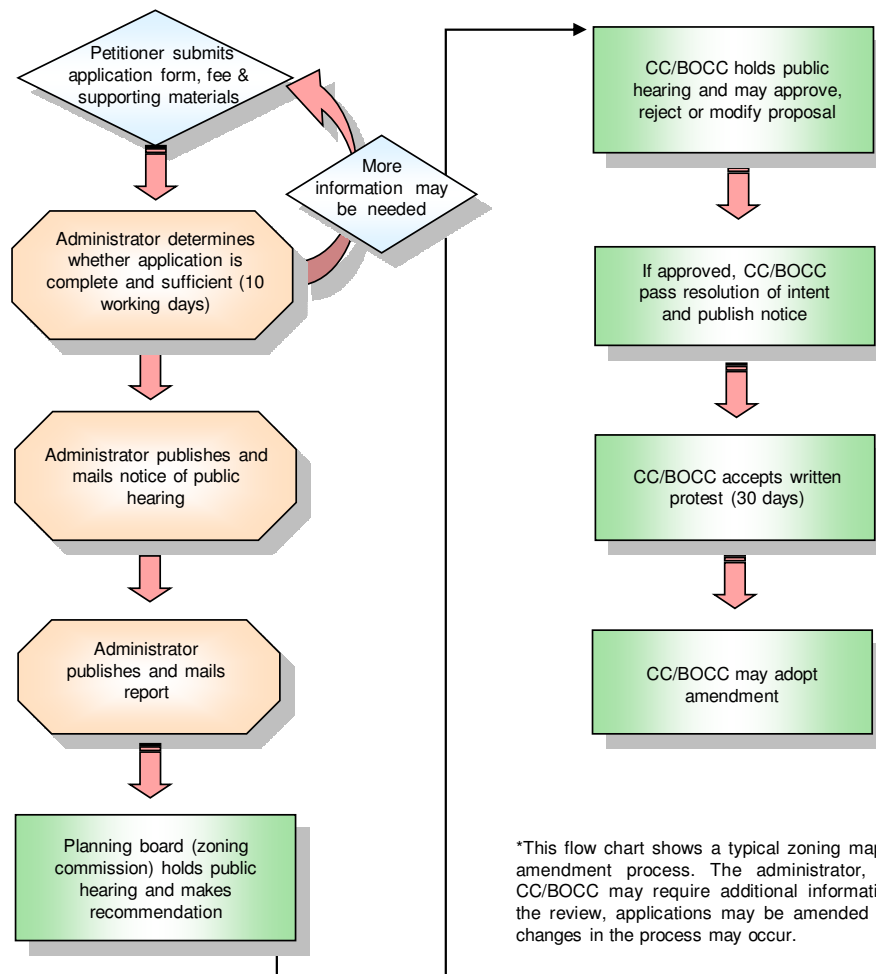 Petitioner submits
application form, fee &
supporting materials
More
information may
be needed
Administrator determines
whether application is
complete and sufficient (10
working days)
Administrator publishes and
mails notice of public
hearing
Administrator
publishes and mails
report
Planning board (zoning
commission) holds public
hearing and makes
recommendation
CC/BOCC holds public
hearing and may approve,
reject or modify proposal
If approved, CC/BOCC
pass resolution of intent
and publish notice
CC/BOCC accepts written
protest (30 days)
CC/BOCC may adopt
amendment
*This flow chart shows a typical zoning map
amendment process. The administrator,
CC/BOCC may require additional
the review, applications may be amended
changes in the process may occur.